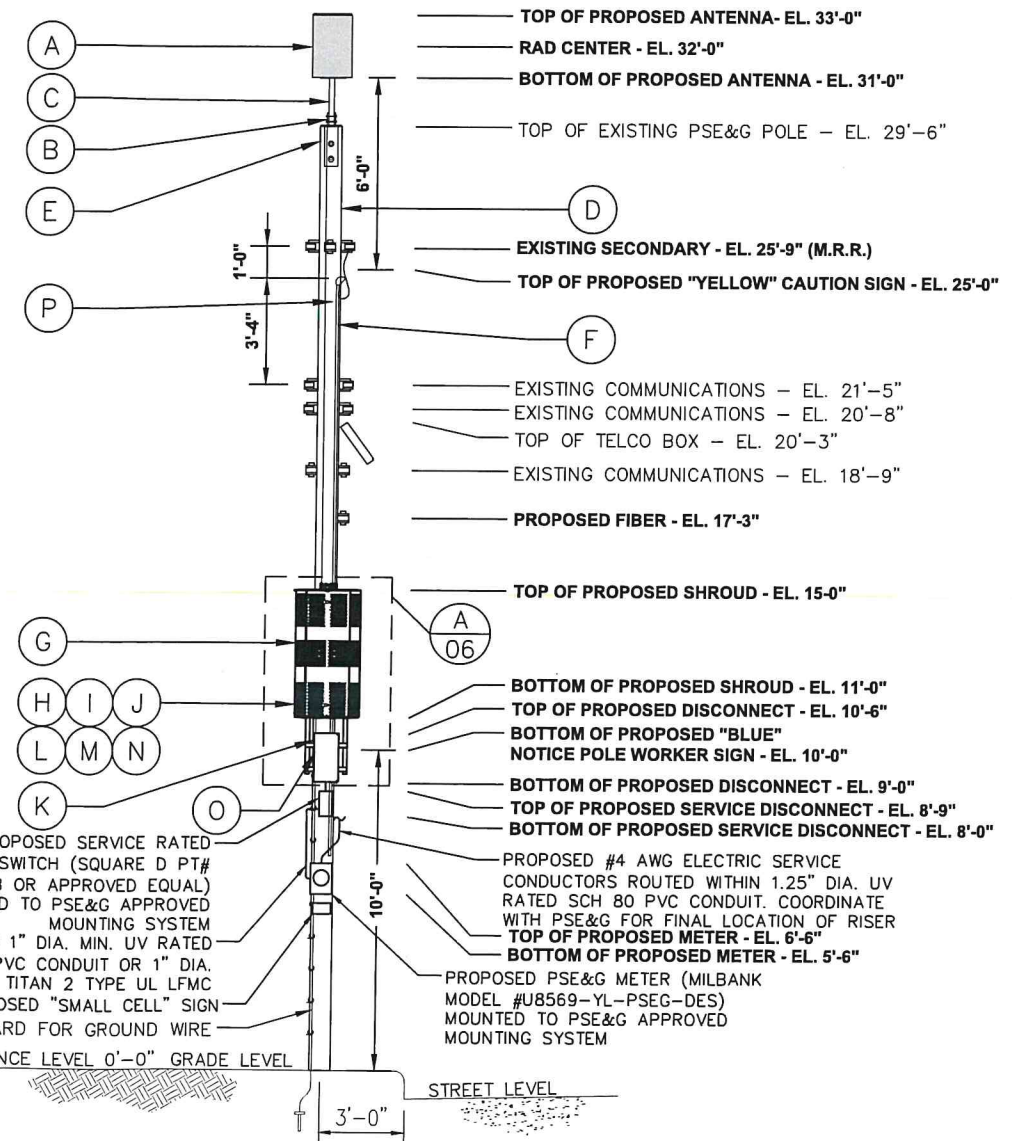 TOP OF PROPOSED ANTENNA- EL. 33'-0"
A
RAD CENTER - EL. 32'-0"
BOTTOM OF PROPOSED ANTENNA - EL. 31'-0"
C
TOP OF EXISTING PSE&G POLE – EL. 29'-6"
B
6'-0"
E
D
EXISTING SECONDARY - EL. 25'-9" (M.R.R.)
1'-0"
TOP OF PROPOSED "YELLOW" CAUTION SIGN - EL. 25'-0"
P
3'-4"
F
EXISTING COMMUNICATIONS – EL. 21'-5"
EXISTING COMMUNICATIONS – EL. 20'-8"
TOP OF TELCO BOX – EL. 20'-3"
EXISTING COMMUNICATIONS – EL. 18'-9"
PROPOSED FIBER - EL. 17'-3"
TOP OF PROPOSED SHROUD - EL. 15-0"
A
06
G
H I J
L M N
K
O
BOTTOM OF PROPOSED SHROUD - EL. 11'-0"
TOP OF PROPOSED DISCONNECT - EL. 10'-6"
BOTTOM OF PROPOSED "BLUE"
NOTICE POLE WORKER SIGN - EL. 10'-0"
BOTTOM OF PROPOSED DISCONNECT - EL. 9'-0"
TOP OF PROPOSED SERVICE DISCONNECT - EL. 8'-9"
BOTTOM OF PROPOSED SERVICE DISCONNECT - EL. 8'-0"
PROPOSED #4 AWG ELECTRIC SERVICE
CONDUCTORS ROUTED WITHIN 1.25" DIA. UV
RATED SCH 80 PVC CONDUIT. COORDINATE
WITH PSE&G FOR FINAL LOCATION OF RISER
TOP OF PROPOSED METER - EL. 6'-6"
BOTTOM OF PROPOSED METER - EL. 5'-6"
PROPOSED PSE&G METER (MILBANK
MODEL #U8569-YL-PSEG-DES)
MOUNTED TO PSE&G APPROVED
MOUNTING SYSTEM
SERVICE RATED
SWITCH (SQUARE D PT#
OR APPROVED EQUAL)
TO PSE&G APPROVED
MOUNTING SYSTEM
1" DIA. MIN. UV RATED
PVC CONDUIT OR 1" DIA.
TITAN 2 TYPE UL LFMC
"SMALL CELL" SIGN
FOR GROUND WIRE
10'-0"
LEVEL 0'-0" GRADE LEVEL
STREET LEVEL
3'-0"